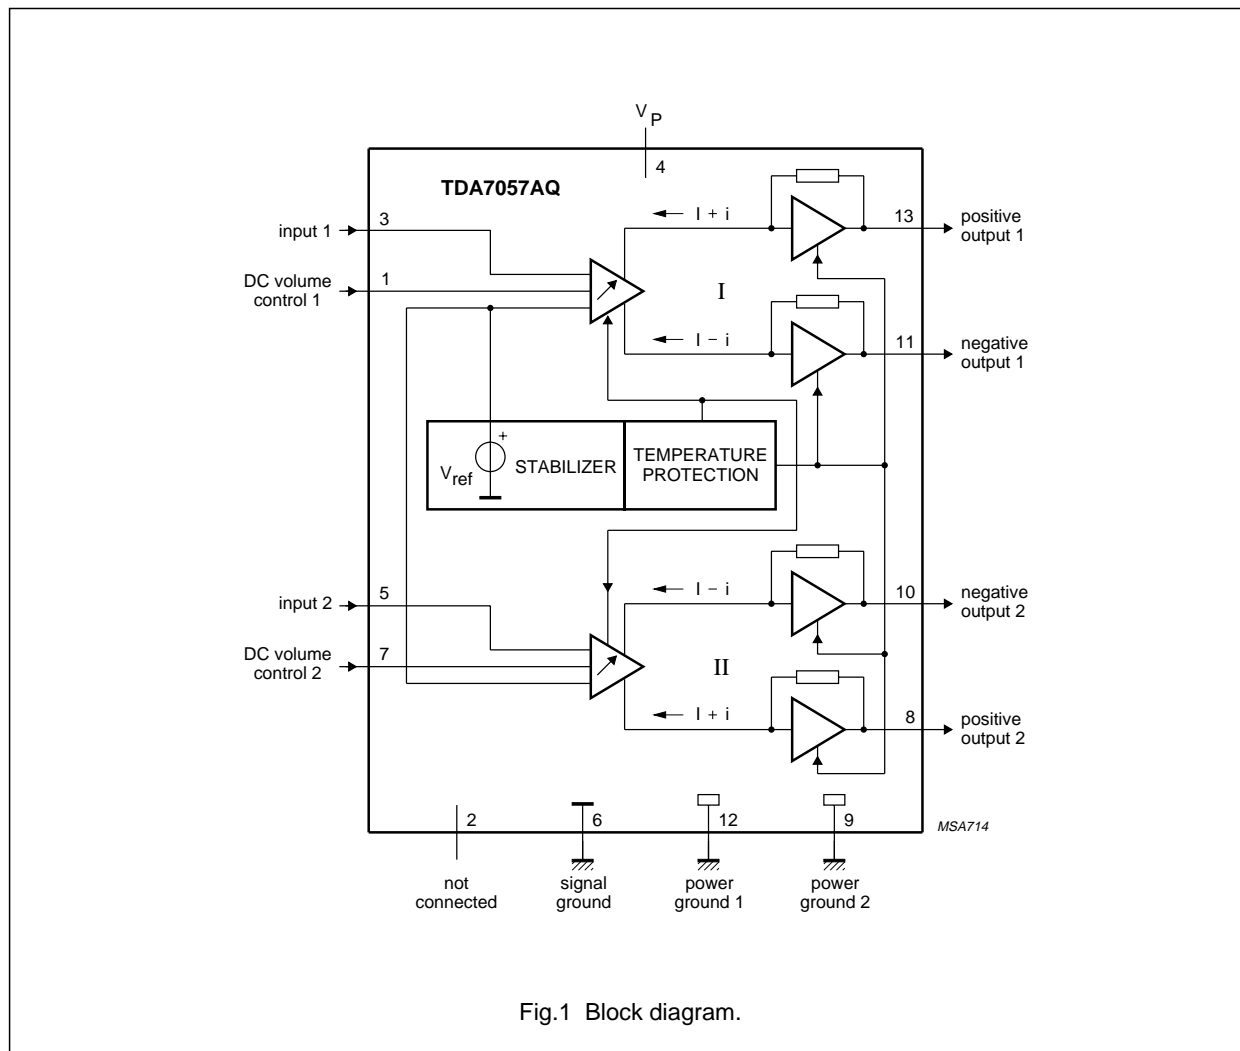 V P
4
TDA7057AQ
input 1
3
DC volume
control 1
1
I + i
I
I − i
13
positive
output 1
11
negative
output 1
+
Vref
STABILIZER
TEMPERATURE
PROTECTION
input 2
5
DC volume
control 2
7
I − i
II
I + i
10
negative
output 2
8
positive
output 2
2
6
12
9
MSA714
not
connected
signal
ground
power
ground 1
power
ground 2
Fig.1 Block diagram.